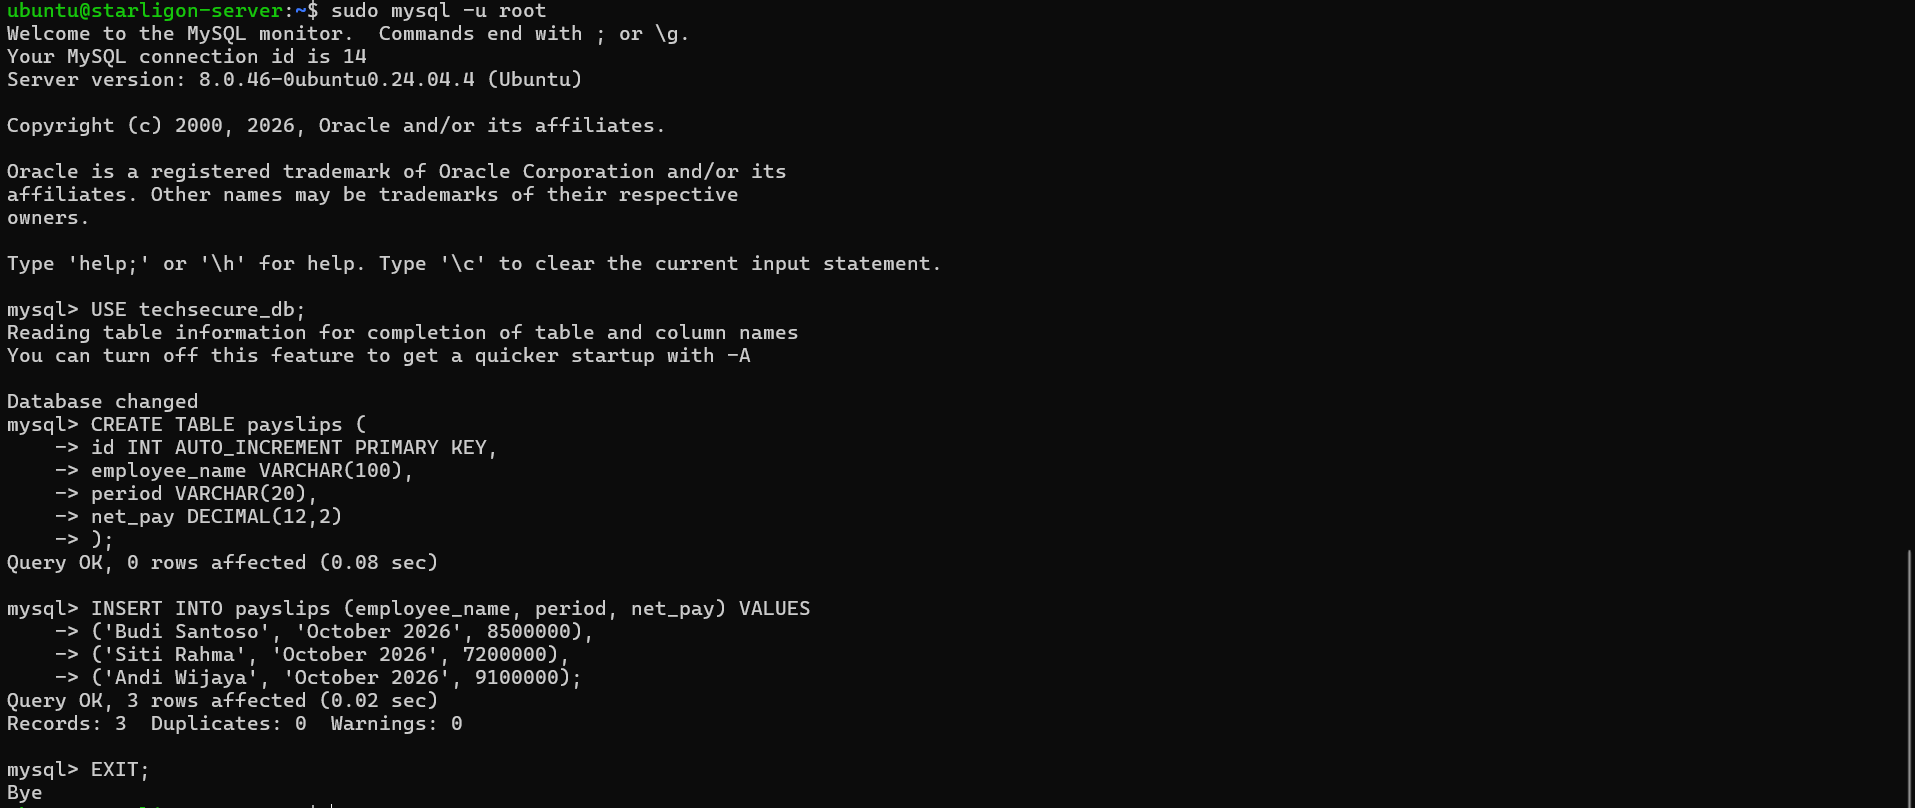 ubuntu@starligon-server:~$ sudo mysql -u root
Welcome to the MySQL monitor.  Commands end with ; or \g.
Your MySQL connection id is 14
Server version: 8.0.46-0ubuntu0.24.04.4 (Ubuntu)

Copyright (c) 2000, 2026, Oracle and/or its affiliates.

Oracle is a registered trademark of Oracle Corporation and/or its
affiliates. Other names may be trademarks of their respective
owners.

Type 'help;' or '\h' for help. Type '\c' to clear the current input statement.

mysql> USE techsecure_db;
Reading table information for completion of table and column names
You can turn off this feature to get a quicker startup with -A

Database changed
mysql> CREATE TABLE payslips (
    -> id INT AUTO_INCREMENT PRIMARY KEY,
    -> employee_name VARCHAR(100),
    -> period VARCHAR(20),
    -> net_pay DECIMAL(12,2)
    -> );
Query OK, 0 rows affected (0.08 sec)

mysql> INSERT INTO payslips (employee_name, period, net_pay) VALUES
    -> ('Budi Santoso', 'October 2026', 8500000),
    -> ('Siti Rahma', 'October 2026', 7200000),
    -> ('Andi Wijaya', 'October 2026', 9100000);
Query OK, 3 rows affected (0.02 sec)
Records: 3  Duplicates: 0  Warnings: 0

mysql> EXIT;
Bye